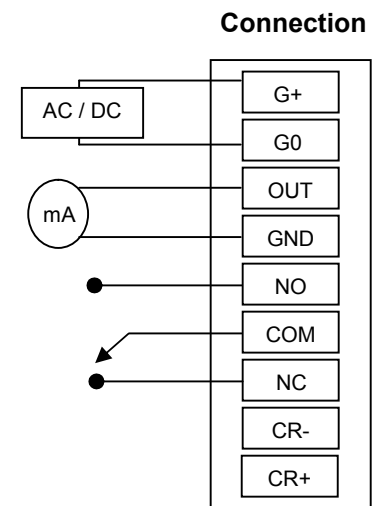 Connection
G+
AC / DC
G0
OUT
mA
GND
NO
COM
NC
CR-
CR+